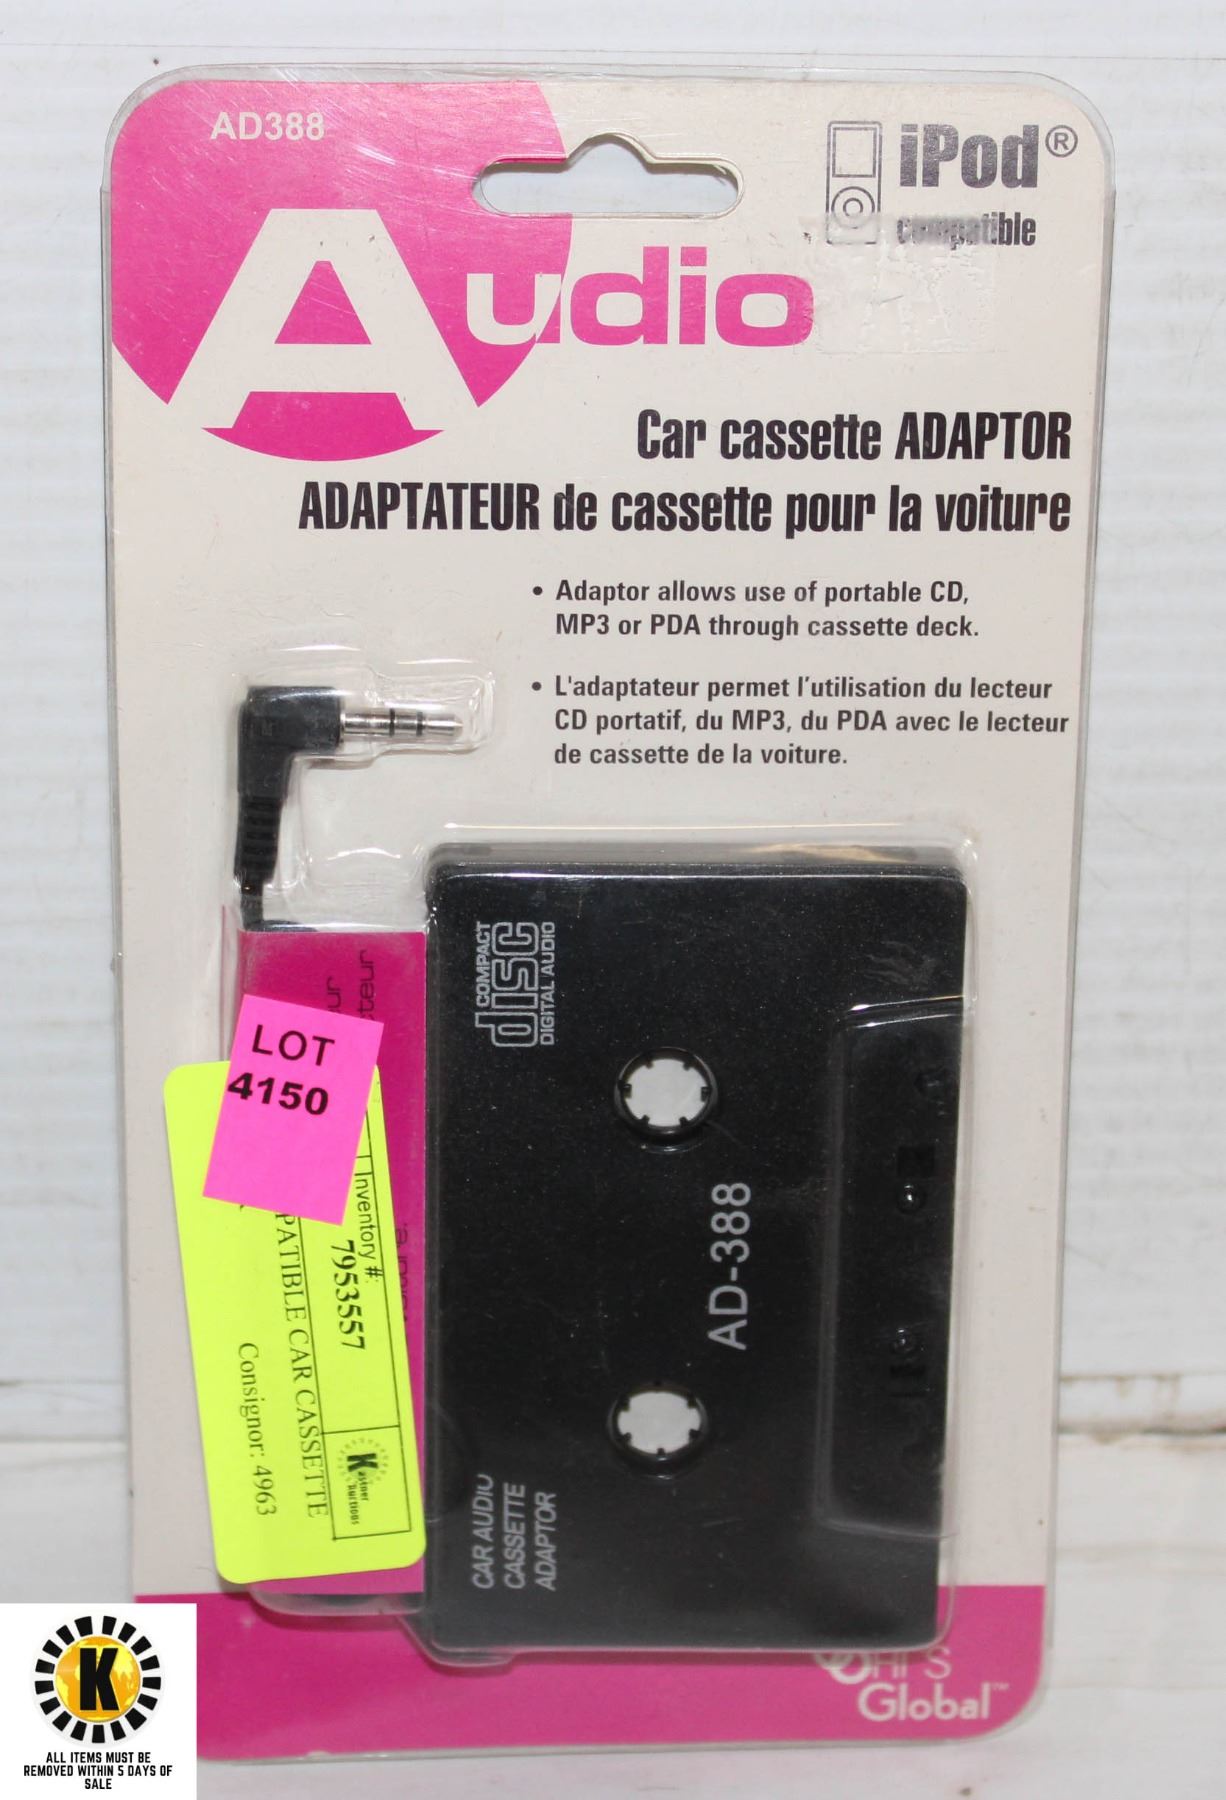 AD388
iPod®
compatible
Audio
Car cassette ADAPTOR
ADAPTATEUR de cassette pour la voiture
• Adaptor allows use of portable CD,
MP3 or PDA through cassette deck.
• L'adaptateur permet l'utilisation du lecteur
CD portatif, du MP3, du PDA avec le lecteur
de cassette de la voiture.
COMPACT
disc
DIGITAL AUDIO
AD-388
CAR AUDIO
CASSETTE
ADAPTOR
LOT
4150
Inventory #:
7953557
CAR CASSETTE
Consignor: 4963
Kastner
Auctions
Global™
K
ALL ITEMS MUST BE
REMOVED WITHIN 5 DAYS OF
SALE